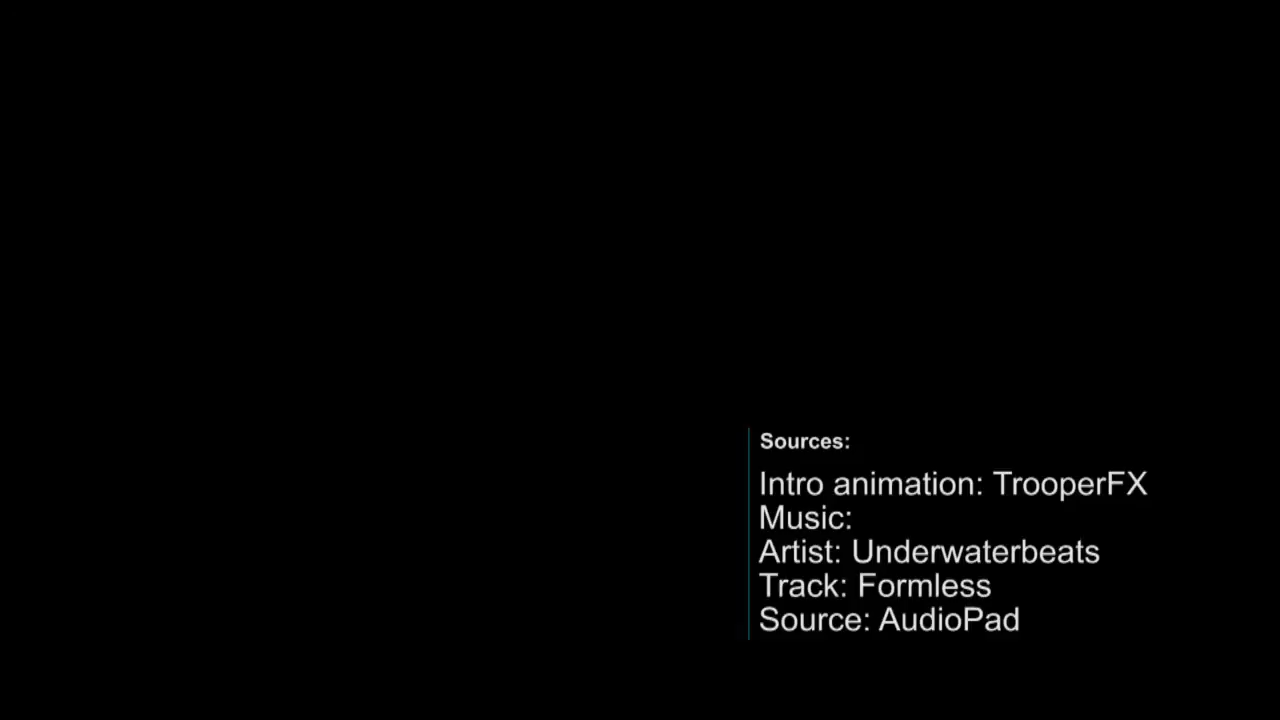 Sources:
Intro animation: TrooperFX
Music:
Artist: Underwaterbeats
Track: Formless
Source: AudioPad